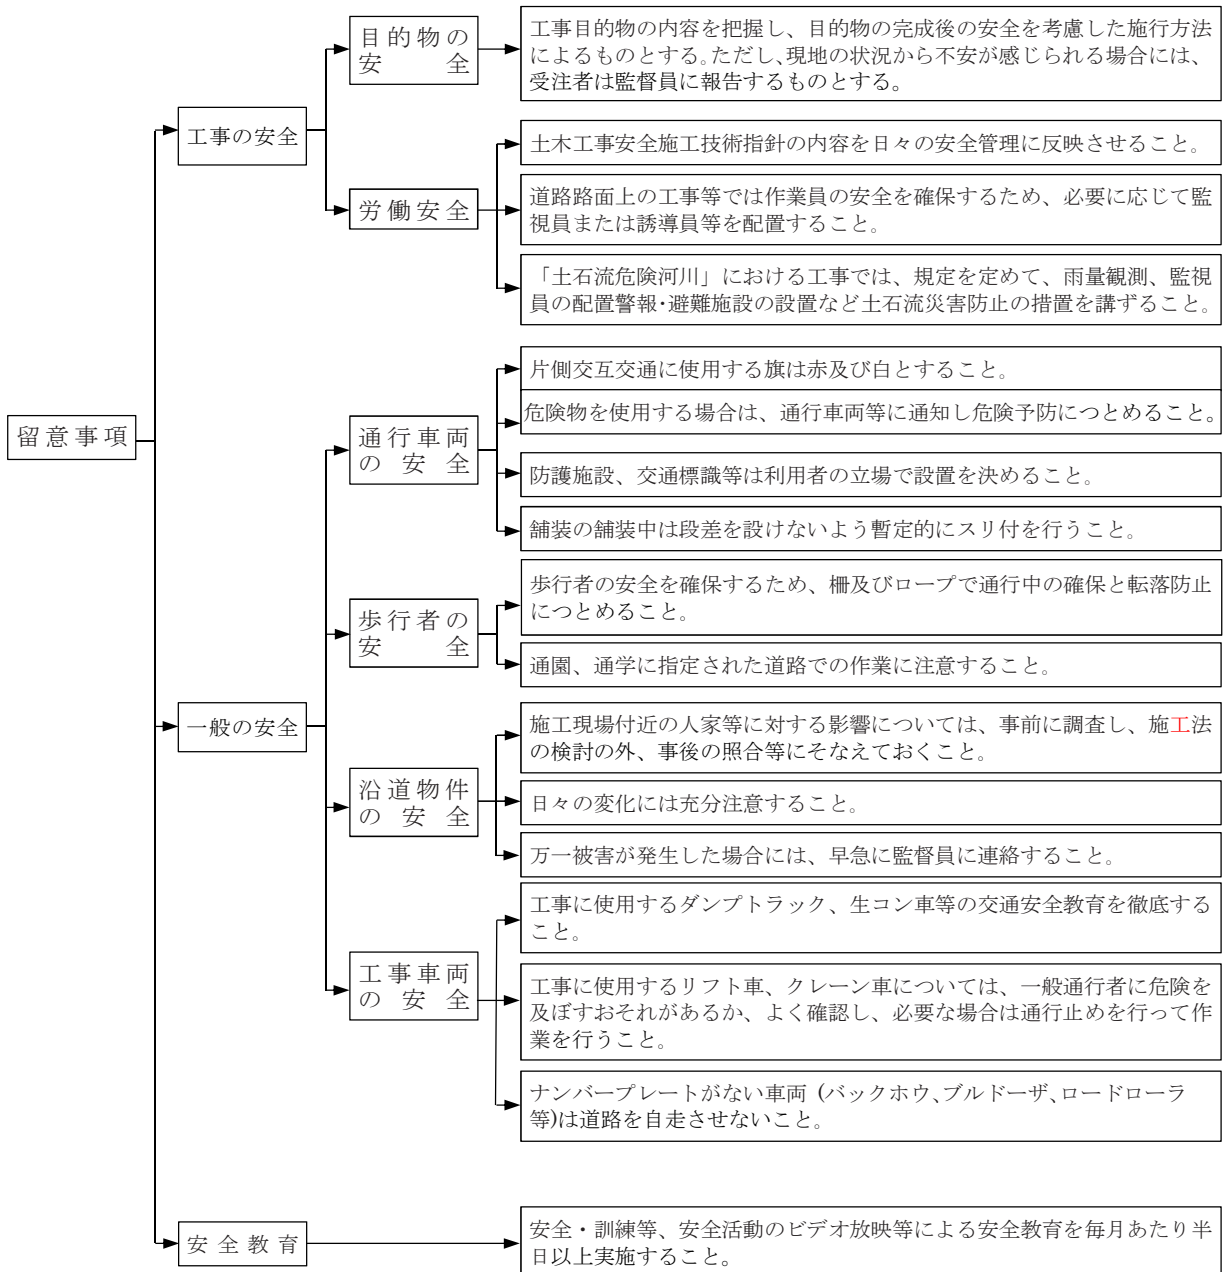 留意事項
工事の安全
目的物の
安全
工事目的物の内容を把握し、目的物の完成後の安全を考慮した施行方法
によるものとする。ただし、現地の状況から不安が感じられる場合には、
受注者は監督員に報告するものとする。
労働安全
土木工事安全施工技術指針の内容を日々の安全管理に反映させること。
道路路面上の工事等では作業員の安全を確保するため、必要に応じて監
視員または誘導員等を配置すること。
「土石流危険河川」における工事では、規定を定めて、雨量観測、監視
員の配置警報・避難施設の設置など土石流災害防止の措置を講ずること。
一般の安全
通行車両
の安全
片側交互交通に使用する旗は赤及び白とすること。
危険物を使用する場合は、通行車両等に通知し危険予防につとめること。
防護施設、交通標識等は利用者の立場で設置を決めること。
舗装の舗装中は段差を設けないよう暫定的にスリ付を行うこと。
歩行者の
安全
歩行者の安全を確保するため、柵及びロープで通行中の確保と転落防止
につとめること。
通園、通学に指定された道路での作業に注意すること。
沿道物件
の安全
施工現場付近の人家等に対する影響については、事前に調査し、施工法
の検討の外、事後の照合等にそなえておくこと。
日々の変化には充分注意すること。
万一被害が発生した場合には、早急に監督員に連絡すること。
工事車両
の安全
工事に使用するダンプトラック、生コン車等の交通安全教育を徹底する
こと。
工事に使用するリフト車、クレーン車については、一般通行者に危険を
及ぼすおそれがあるか、よく確認し、必要な場合は通行止めを行って作
業を行うこと。
ナンバープレートがない車両 (バックホウ、ブルドーザ、ロードローラ
等)は道路を自走させないこと。
安全教育
安全・訓練等、安全活動のビデオ放映等による安全教育を毎月あたり半
日以上実施すること。